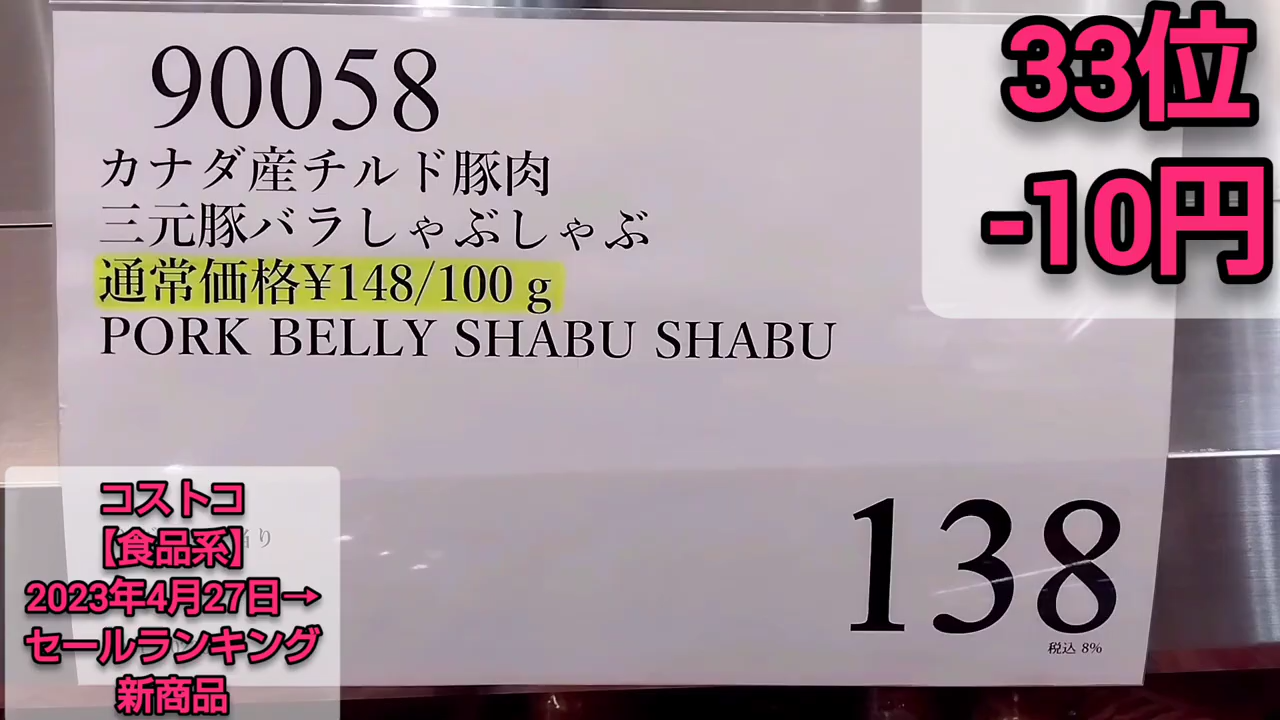 90058
カナダ産チルド豚肉
三元豚バラしゃぶしゃぶ
通常価格¥148/100 g
PORK BELLY SHABU SHABU
138
税込 8%
33位
-10円
コストコ
【食品系】
2023年4月27日→
セールランキング
新商品